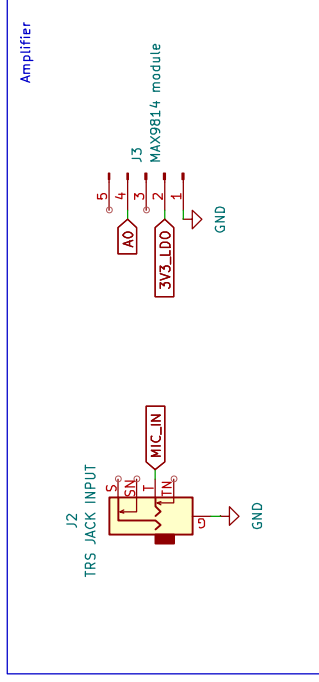 Amplifier
J3
MAX9814 module
5
4
3
2
1
A0
3V3_LDO
GND
MIC_IN
J2
TRS JACK INPUT
S
SN
T
TN
G
GND